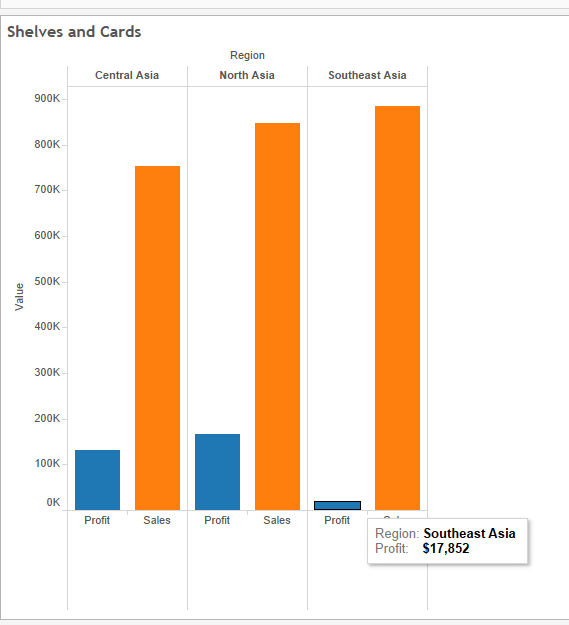 Shelves and Cards
Region
Central Asia North Asia Southeast Asia
900K
800K
700K
600K
500K
400K
300K
200K
100K
0K
Value
Profit Sales Profit Sales Profit
Region: Southeast Asia
Profit: $17,852